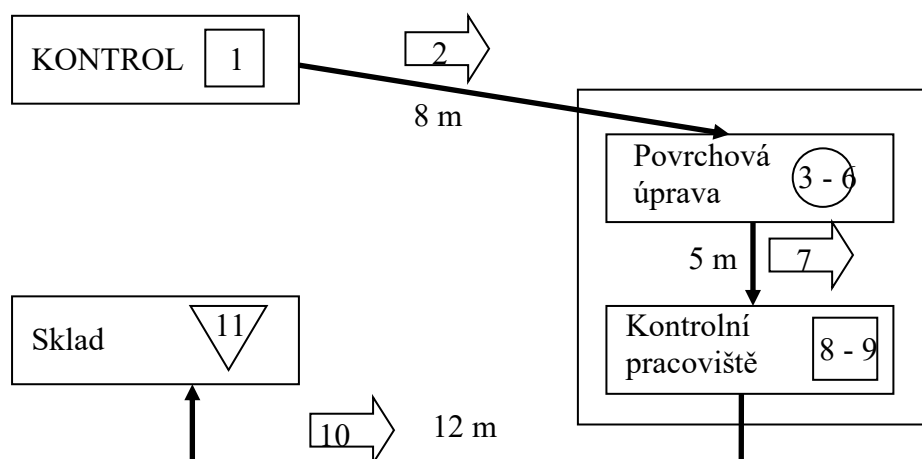 KONTROL 1
2
8 m
Povrchová
úprava
3 - 6
5 m
7
Sklad
11
Kontrolní
pracoviště
8 - 9
10
12 m